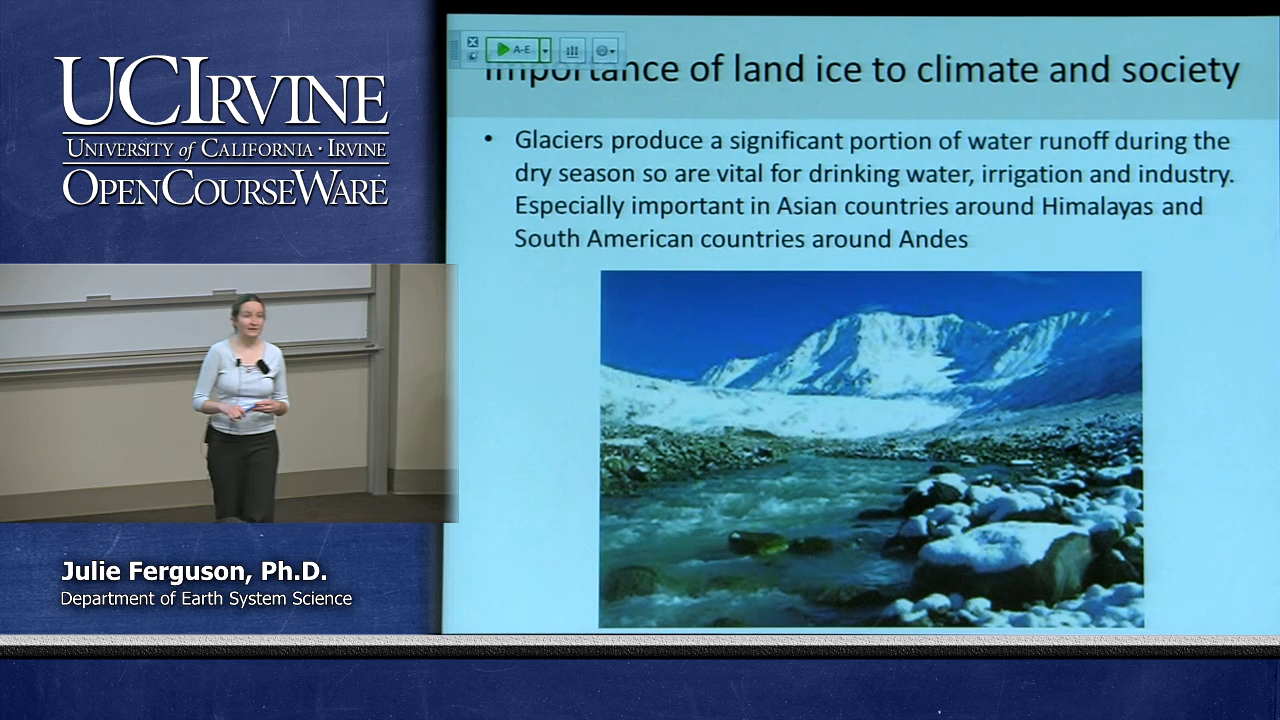 UCIRVINE
UNIVERSITY of CALIFORNIA · IRVINE
OPENCOURSEWARE
A-E
Importance of land ice to climate and society
• Glaciers produce a significant portion of water runoff during the
dry season so are vital for drinking water, irrigation and industry.
Especially important in Asian countries around Himalayas and
South American countries around Andes
Julie Ferguson, Ph.D.
Department of Earth System Science